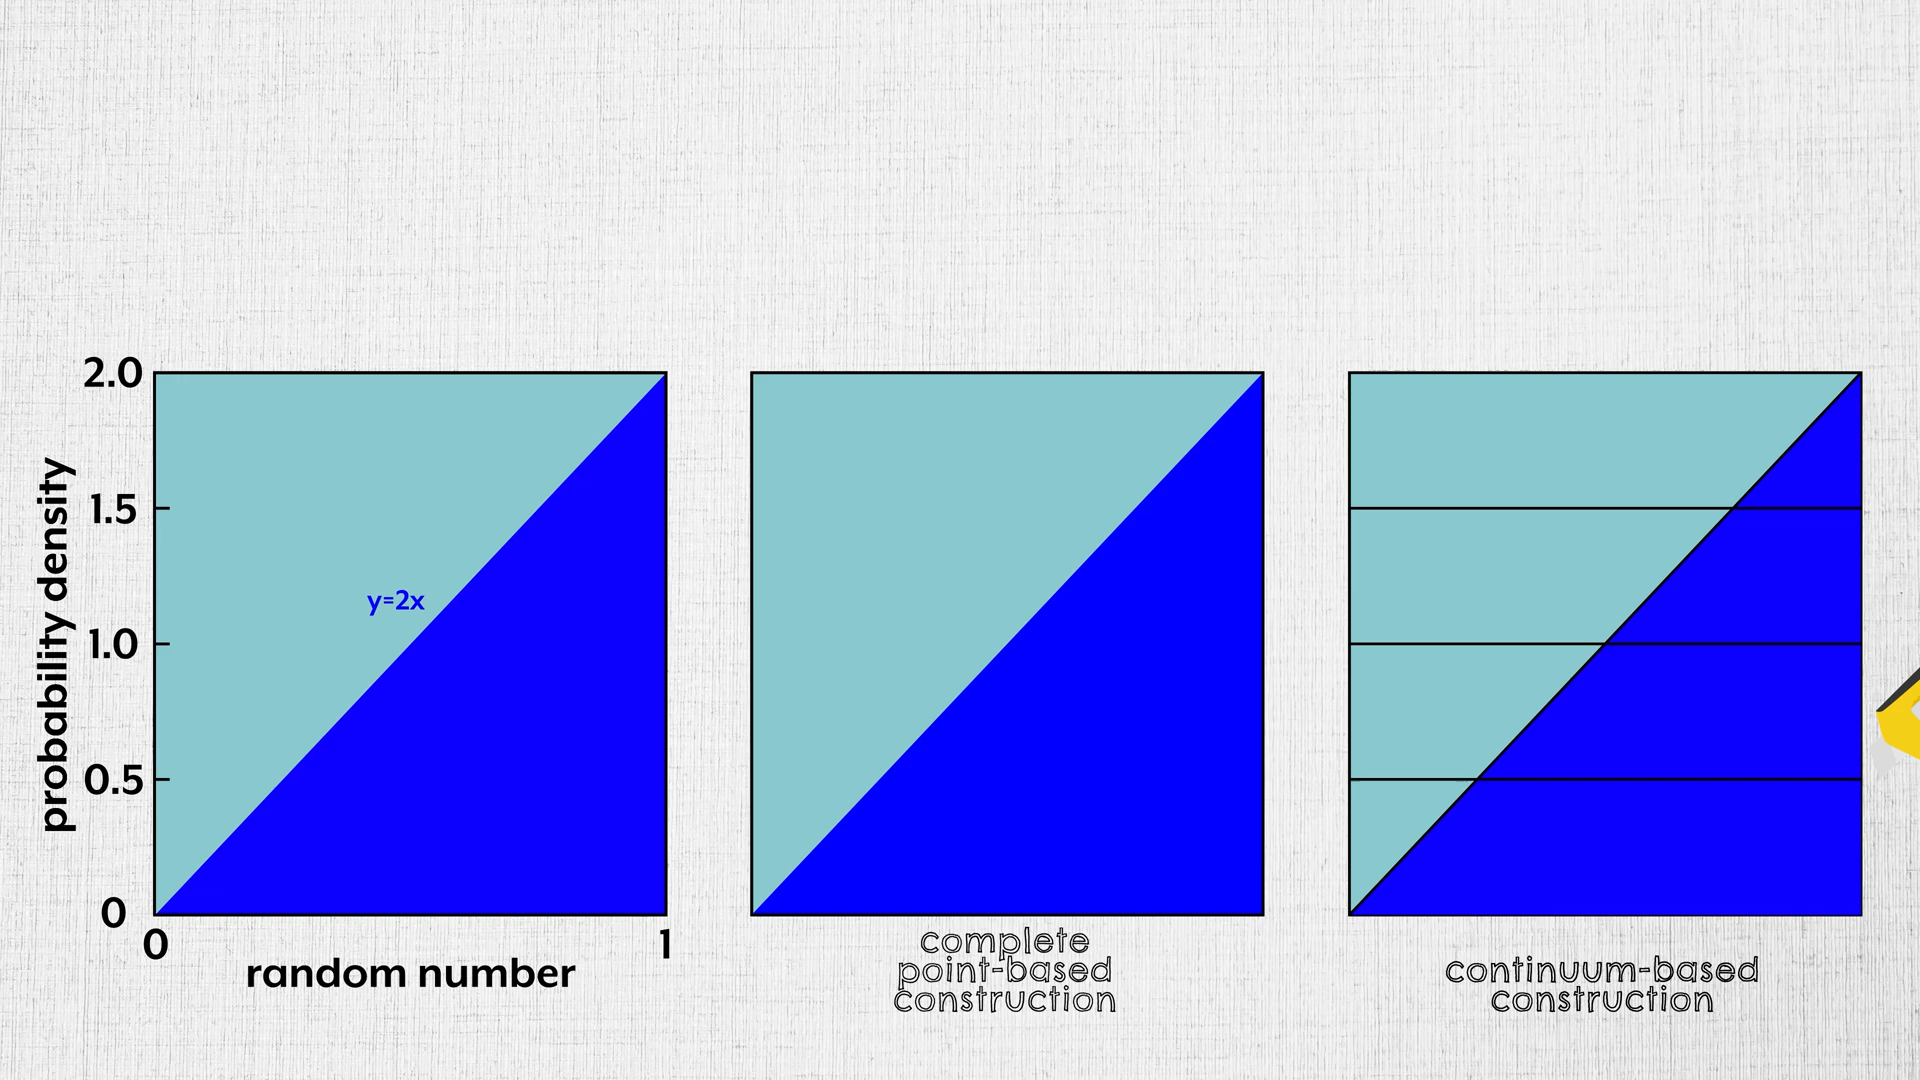 2.0
1.5
1.0
0.5
0
probability density
y=2x
0
1
random number
complete
point-based
construction
continuum-based
construction